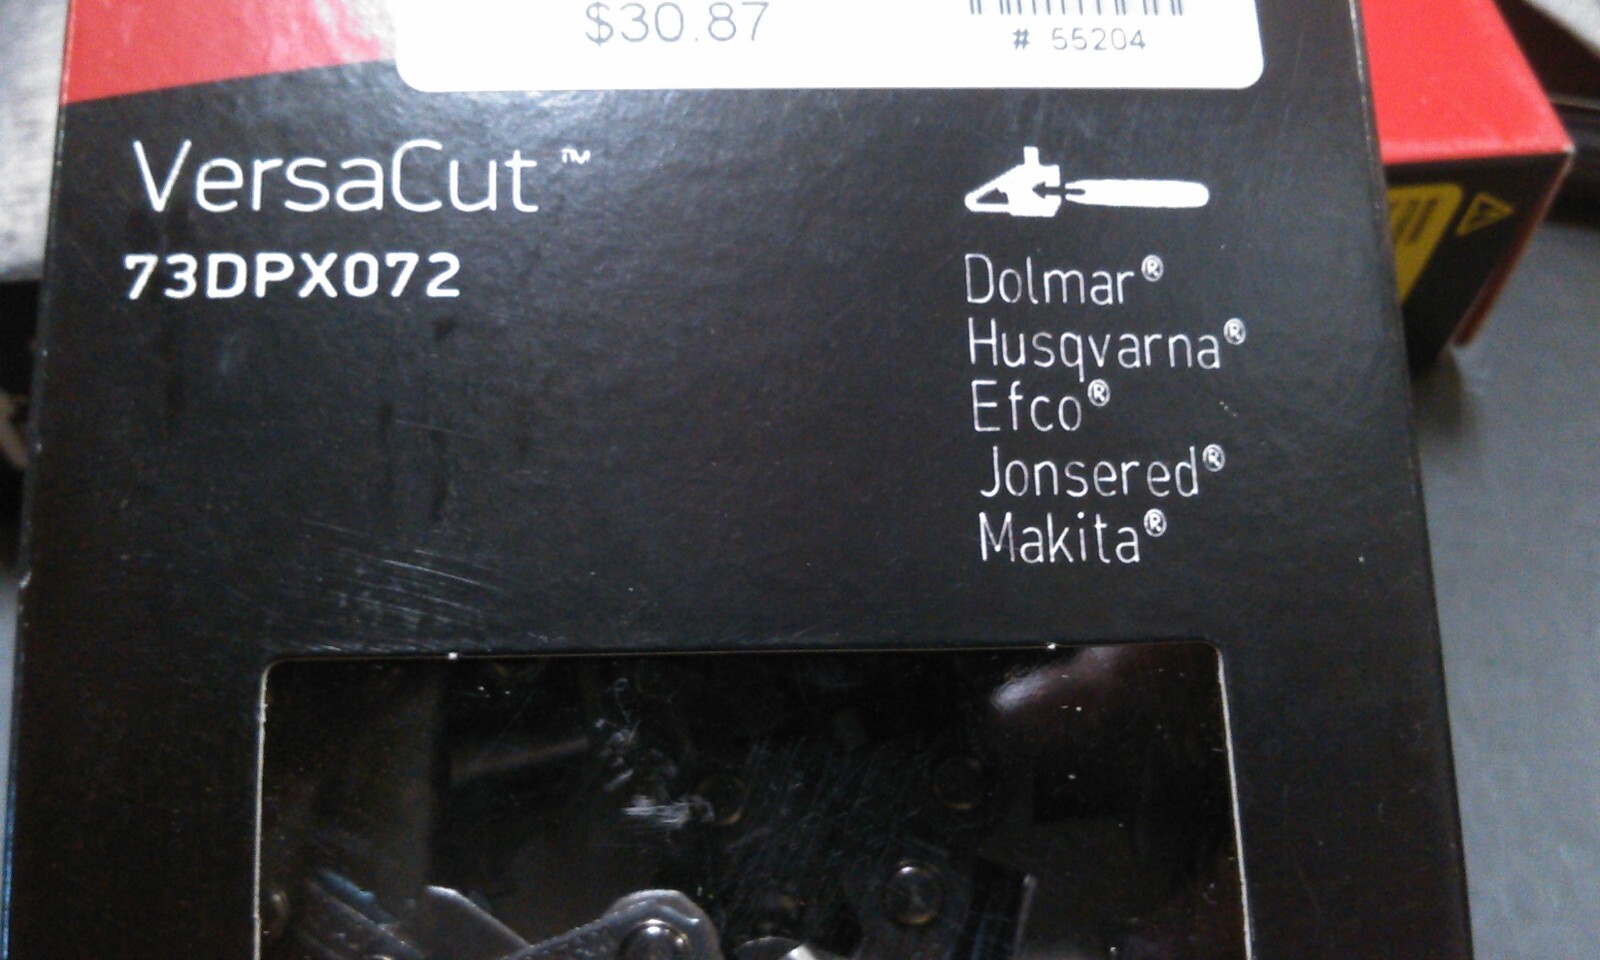 $30.87
# 55204
VersaCut™
73DPX072
Dolmar®
Husqvarna®
Efco®
Jonsered®
Makita®